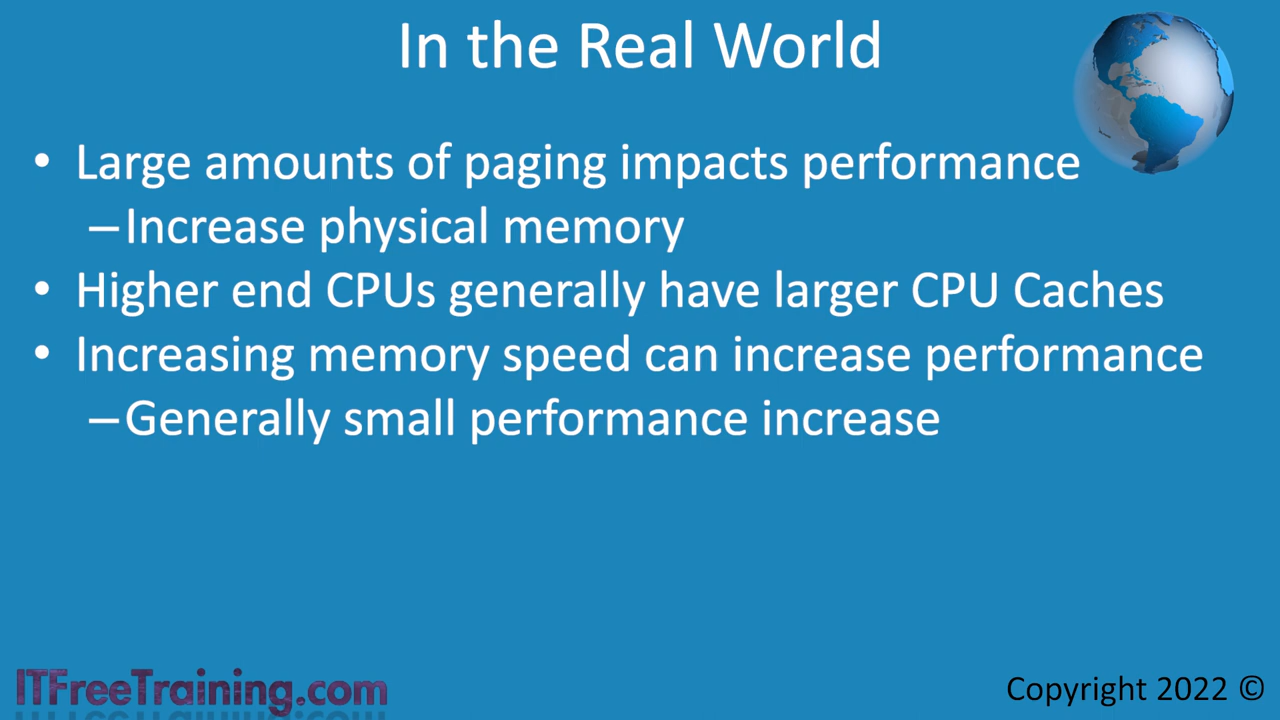 In the Real World
• Large amounts of paging impacts performance
–Increase physical memory
• Higher end CPUs generally have larger CPU Caches
• Increasing memory speed can increase performance
–Generally small performance increase
ITFreeTraining.com
Copyright 2022 ©